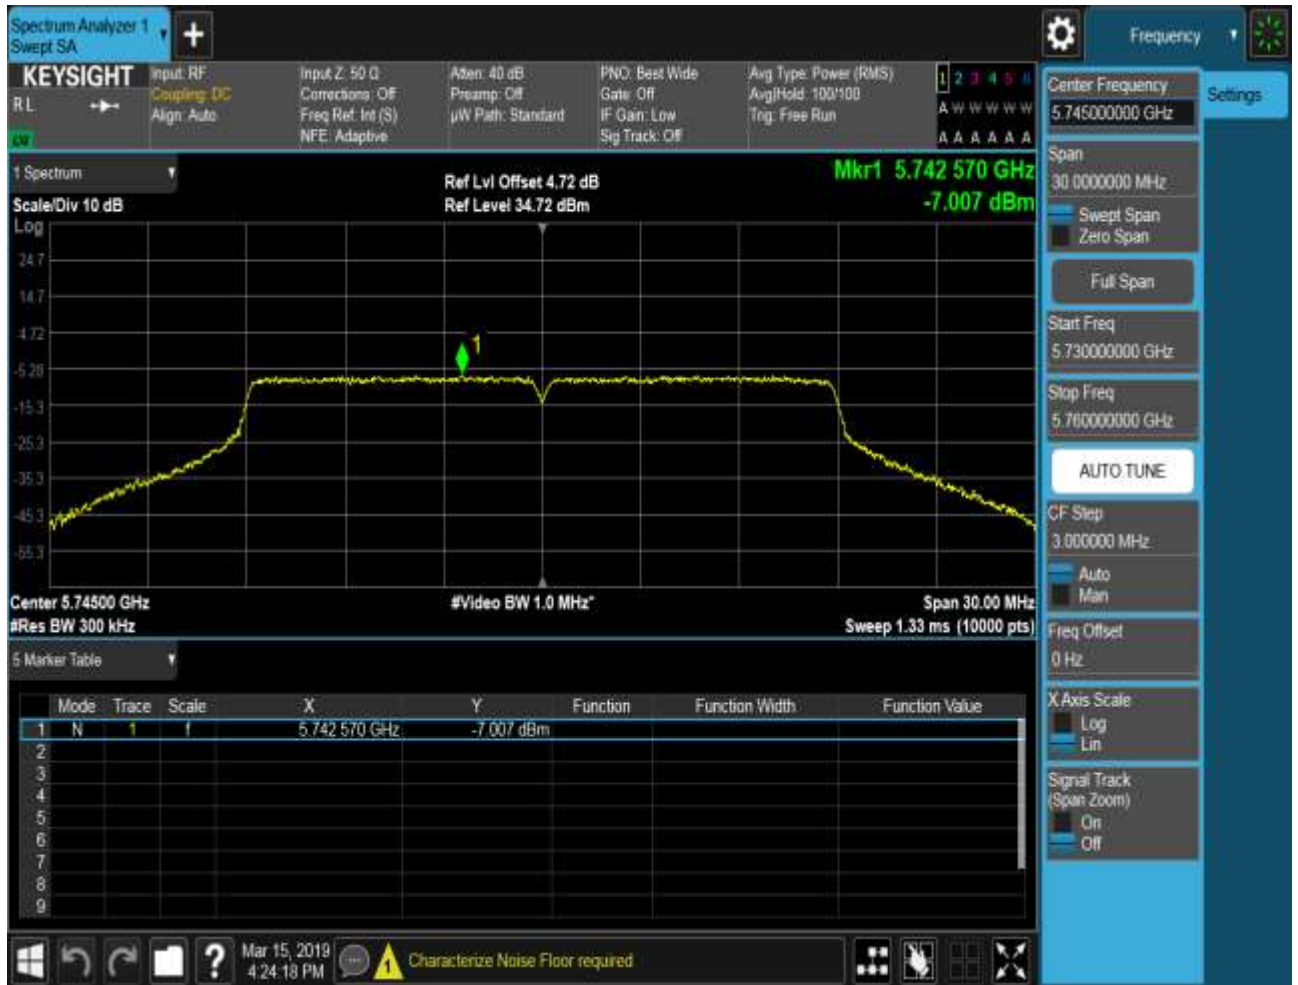 Spectrum Analyzer 1
Swept SA
Frequency
KEYSIGHT
R L
Input: RF
Coupling: DC
Align: Auto
Input Z: 50 Ω
Corrections: Off
Freq Ref: Int (S)
NFE: Adaptive
Atten: 40 dB
Preamp: Off
µW Path: Standard
PNO: Best Wide
Gate: Off
IF Gain: Low
Sig Track: Off
Avg Type: Power (RMS)
Avg|Hold: 100/100
Trig: Free Run
1 2 3 4 5 6
A W W W W W
A A A A A A
1 Spectrum
Scale/Div 10 dB
Ref Lvl Offset 4.72 dB
Ref Level 34.72 dBm
Mkr1 5.742 570 GHz
-7.007 dBm
Log
24.7
14.7
4.72
-5.28
-15.3
-25.3
-35.3
-45.3
-55.3
1
Center 5.74500 GHz
#Res BW 300 kHz
#Video BW 1.0 MHz*
Span 30.00 MHz
Sweep 1.33 ms (10000 pts)
5 Marker Table
Mode Trace Scale X Y Function Function Width Function Value
1 N 1 f 5.742 570 GHz -7.007 dBm
2
3
4
5
6
7
8
9
Mar 15, 2019
4:24:18 PM
Characterize Noise Floor required
Settings
Center Frequency
5.745000000 GHz
Span
30.0000000 MHz
Swept Span
Zero Span
Full Span
Start Freq
5.730000000 GHz
Stop Freq
5.760000000 GHz
AUTO TUNE
CF Step
3.000000 MHz
Auto
Man
Freq Offset
0 Hz
X Axis Scale
Log
Lin
Signal Track
(Span Zoom)
On
Off